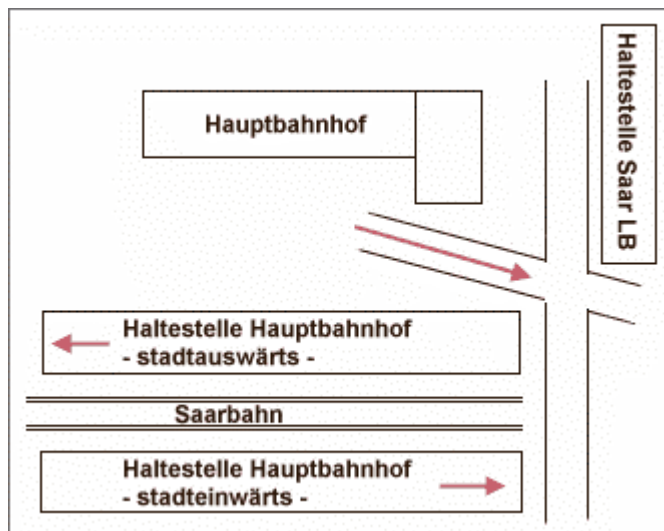 Hauptbahnhof
Haltestelle Saar LB
Haltestelle Hauptbahnhof
- stadtauswärts -
Saarbahn
Haltestelle Hauptbahnhof
- stadteinwärts -